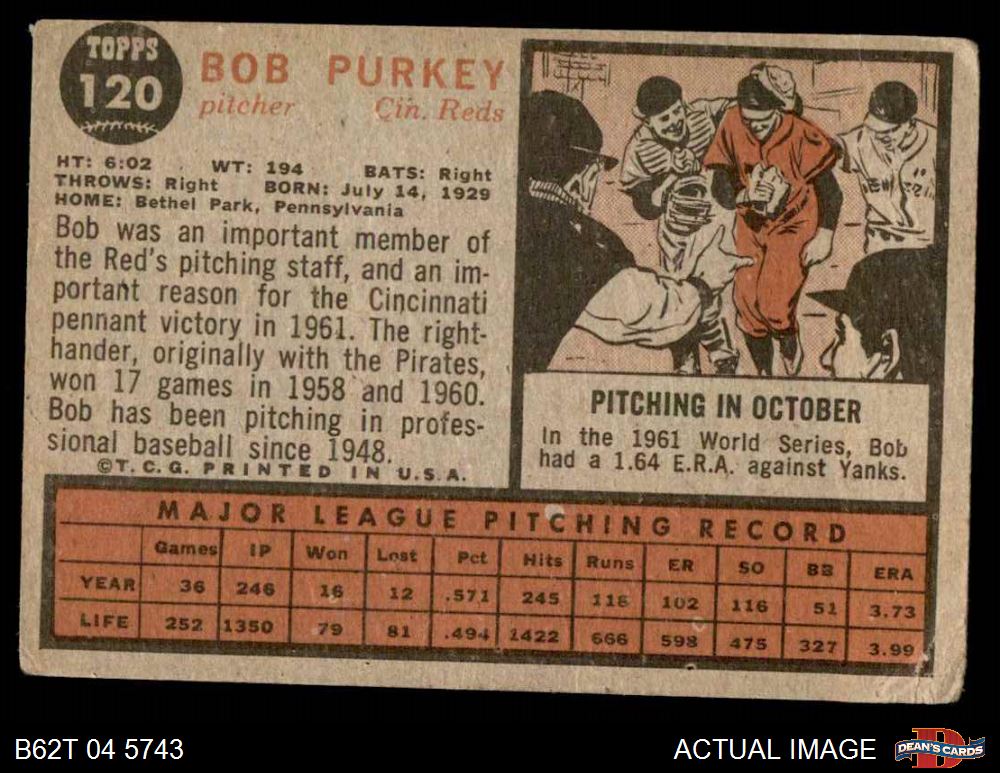 TOPPS
120
BOB PURKEY
pitcher Cin. Reds
HT: 6:02 WT: 194 BATS: Right
THROWS: Right BORN: July 14, 1929
HOME: Bethel Park, Pennsylvania
Bob was an important member of
the Red's pitching staff, and an im-
portant reason for the Cincinnati
pennant victory in 1961. The right-
hander, originally with the Pirates,
won 17 games in 1958 and 1960.
Bob has been pitching in profes-
sional baseball since 1948.
©T.C.G. PRINTED IN U.S.A.
PITCHING IN OCTOBER
In the 1961 World Series, Bob
had a 1.64 E.R.A. against Yanks.
MAJOR LEAGUE PITCHING RECORD
Games IP Won Lost Pct Hits Runs ER SO BB ERA
YEAR 36 246 16 12 .571 245 118 102 116 51 3.73
LIFE 252 1350 79 81 .494 1422 666 598 475 327 3.99
B62T 04 5743
ACTUAL IMAGE
D
DEAN'S CARDS